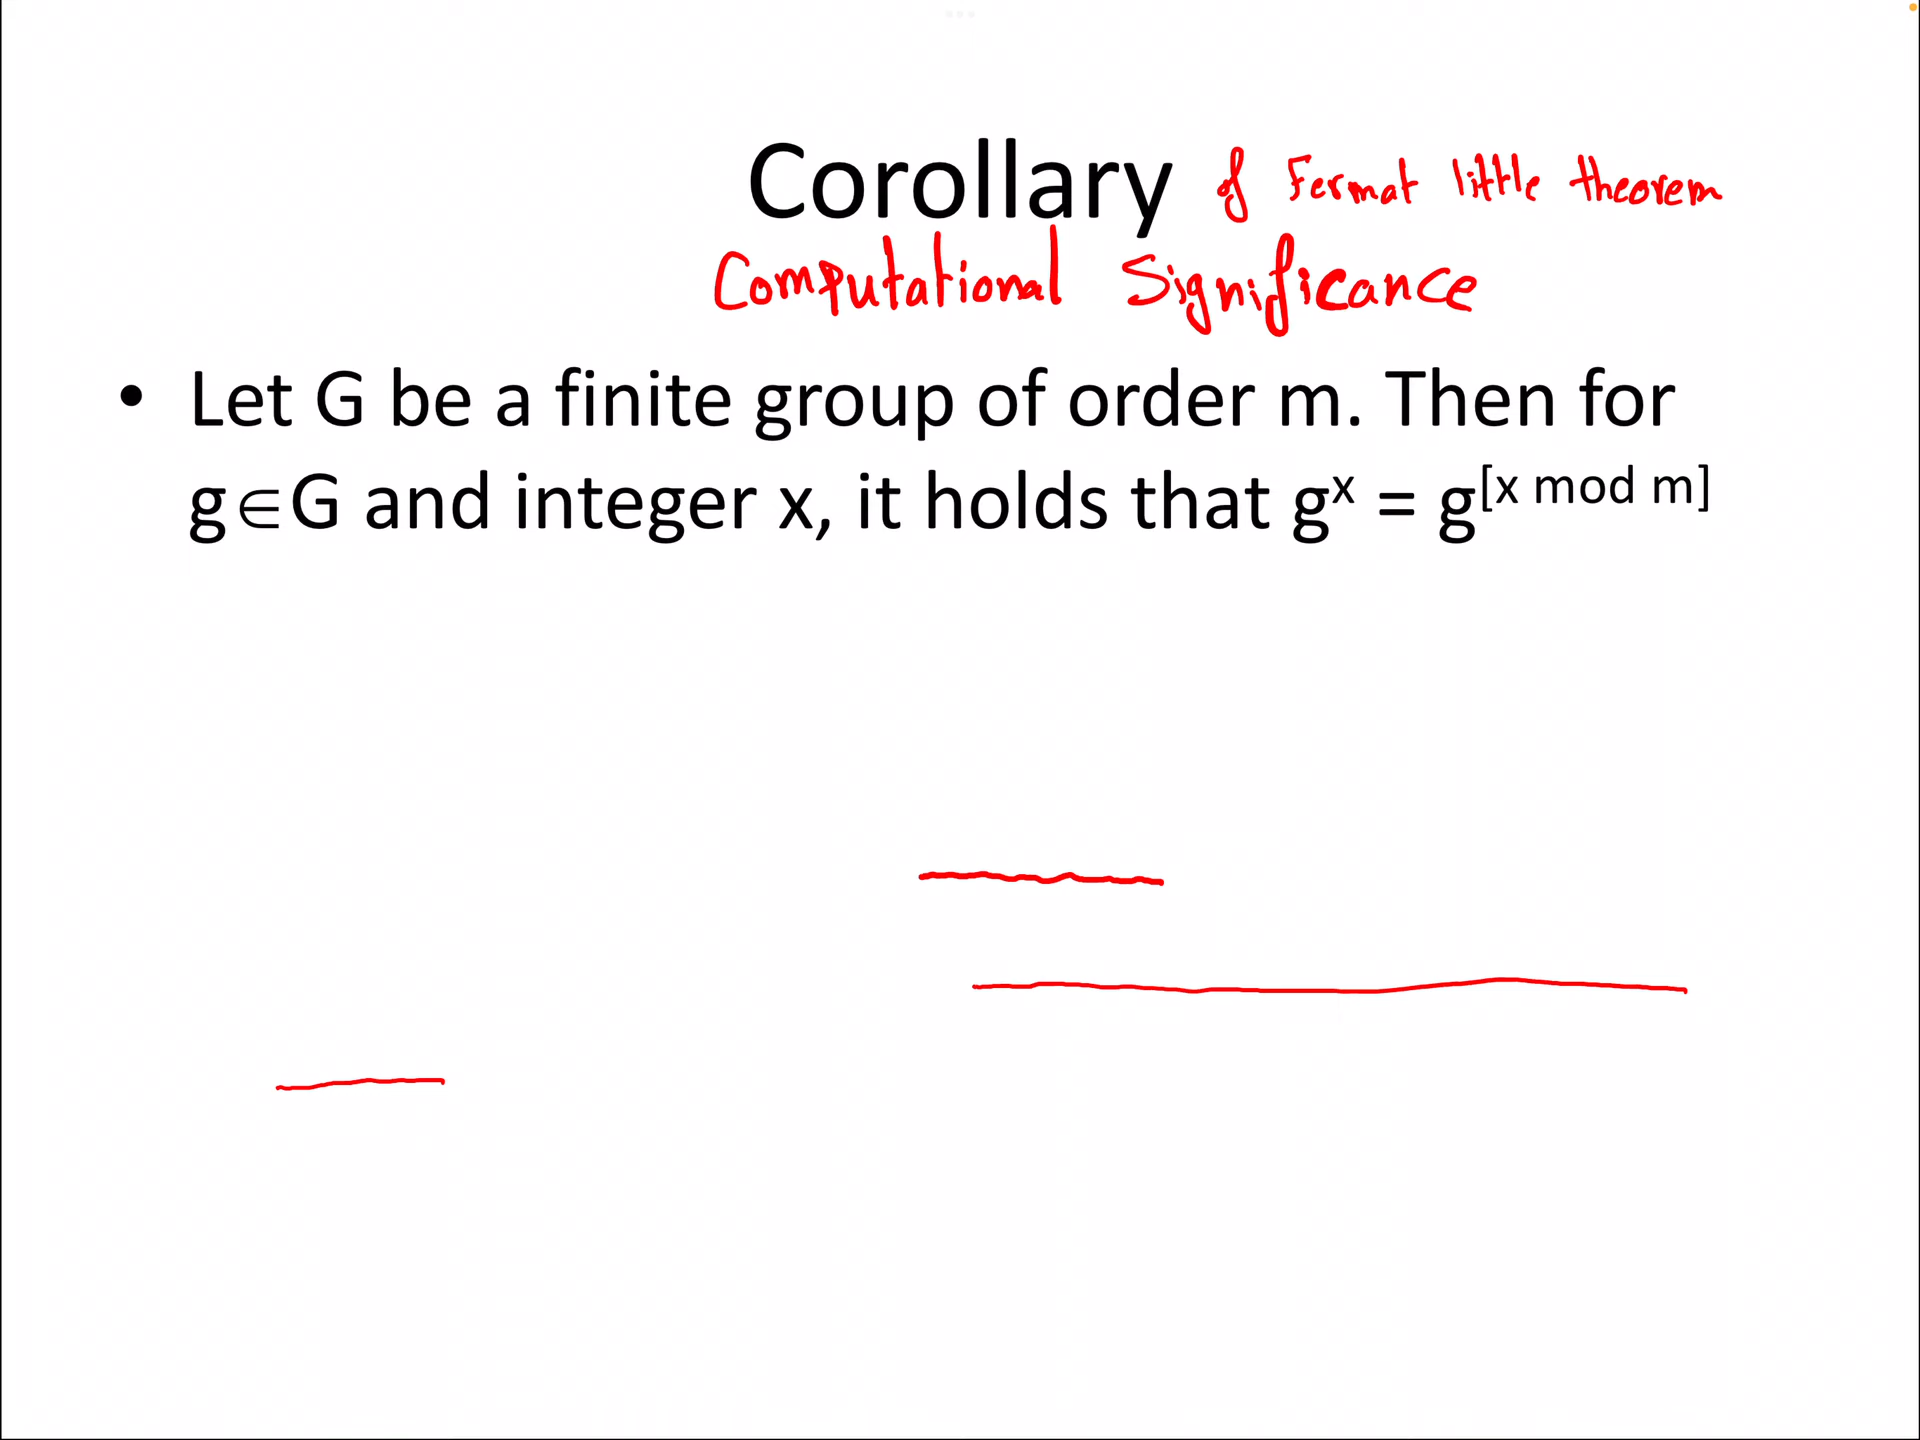 Corollary of Fermat little theorem
Computational Significance
• Let G be a finite group of order m. Then for
g∈G and integer x, it holds that gˣ = g^[x mod m]